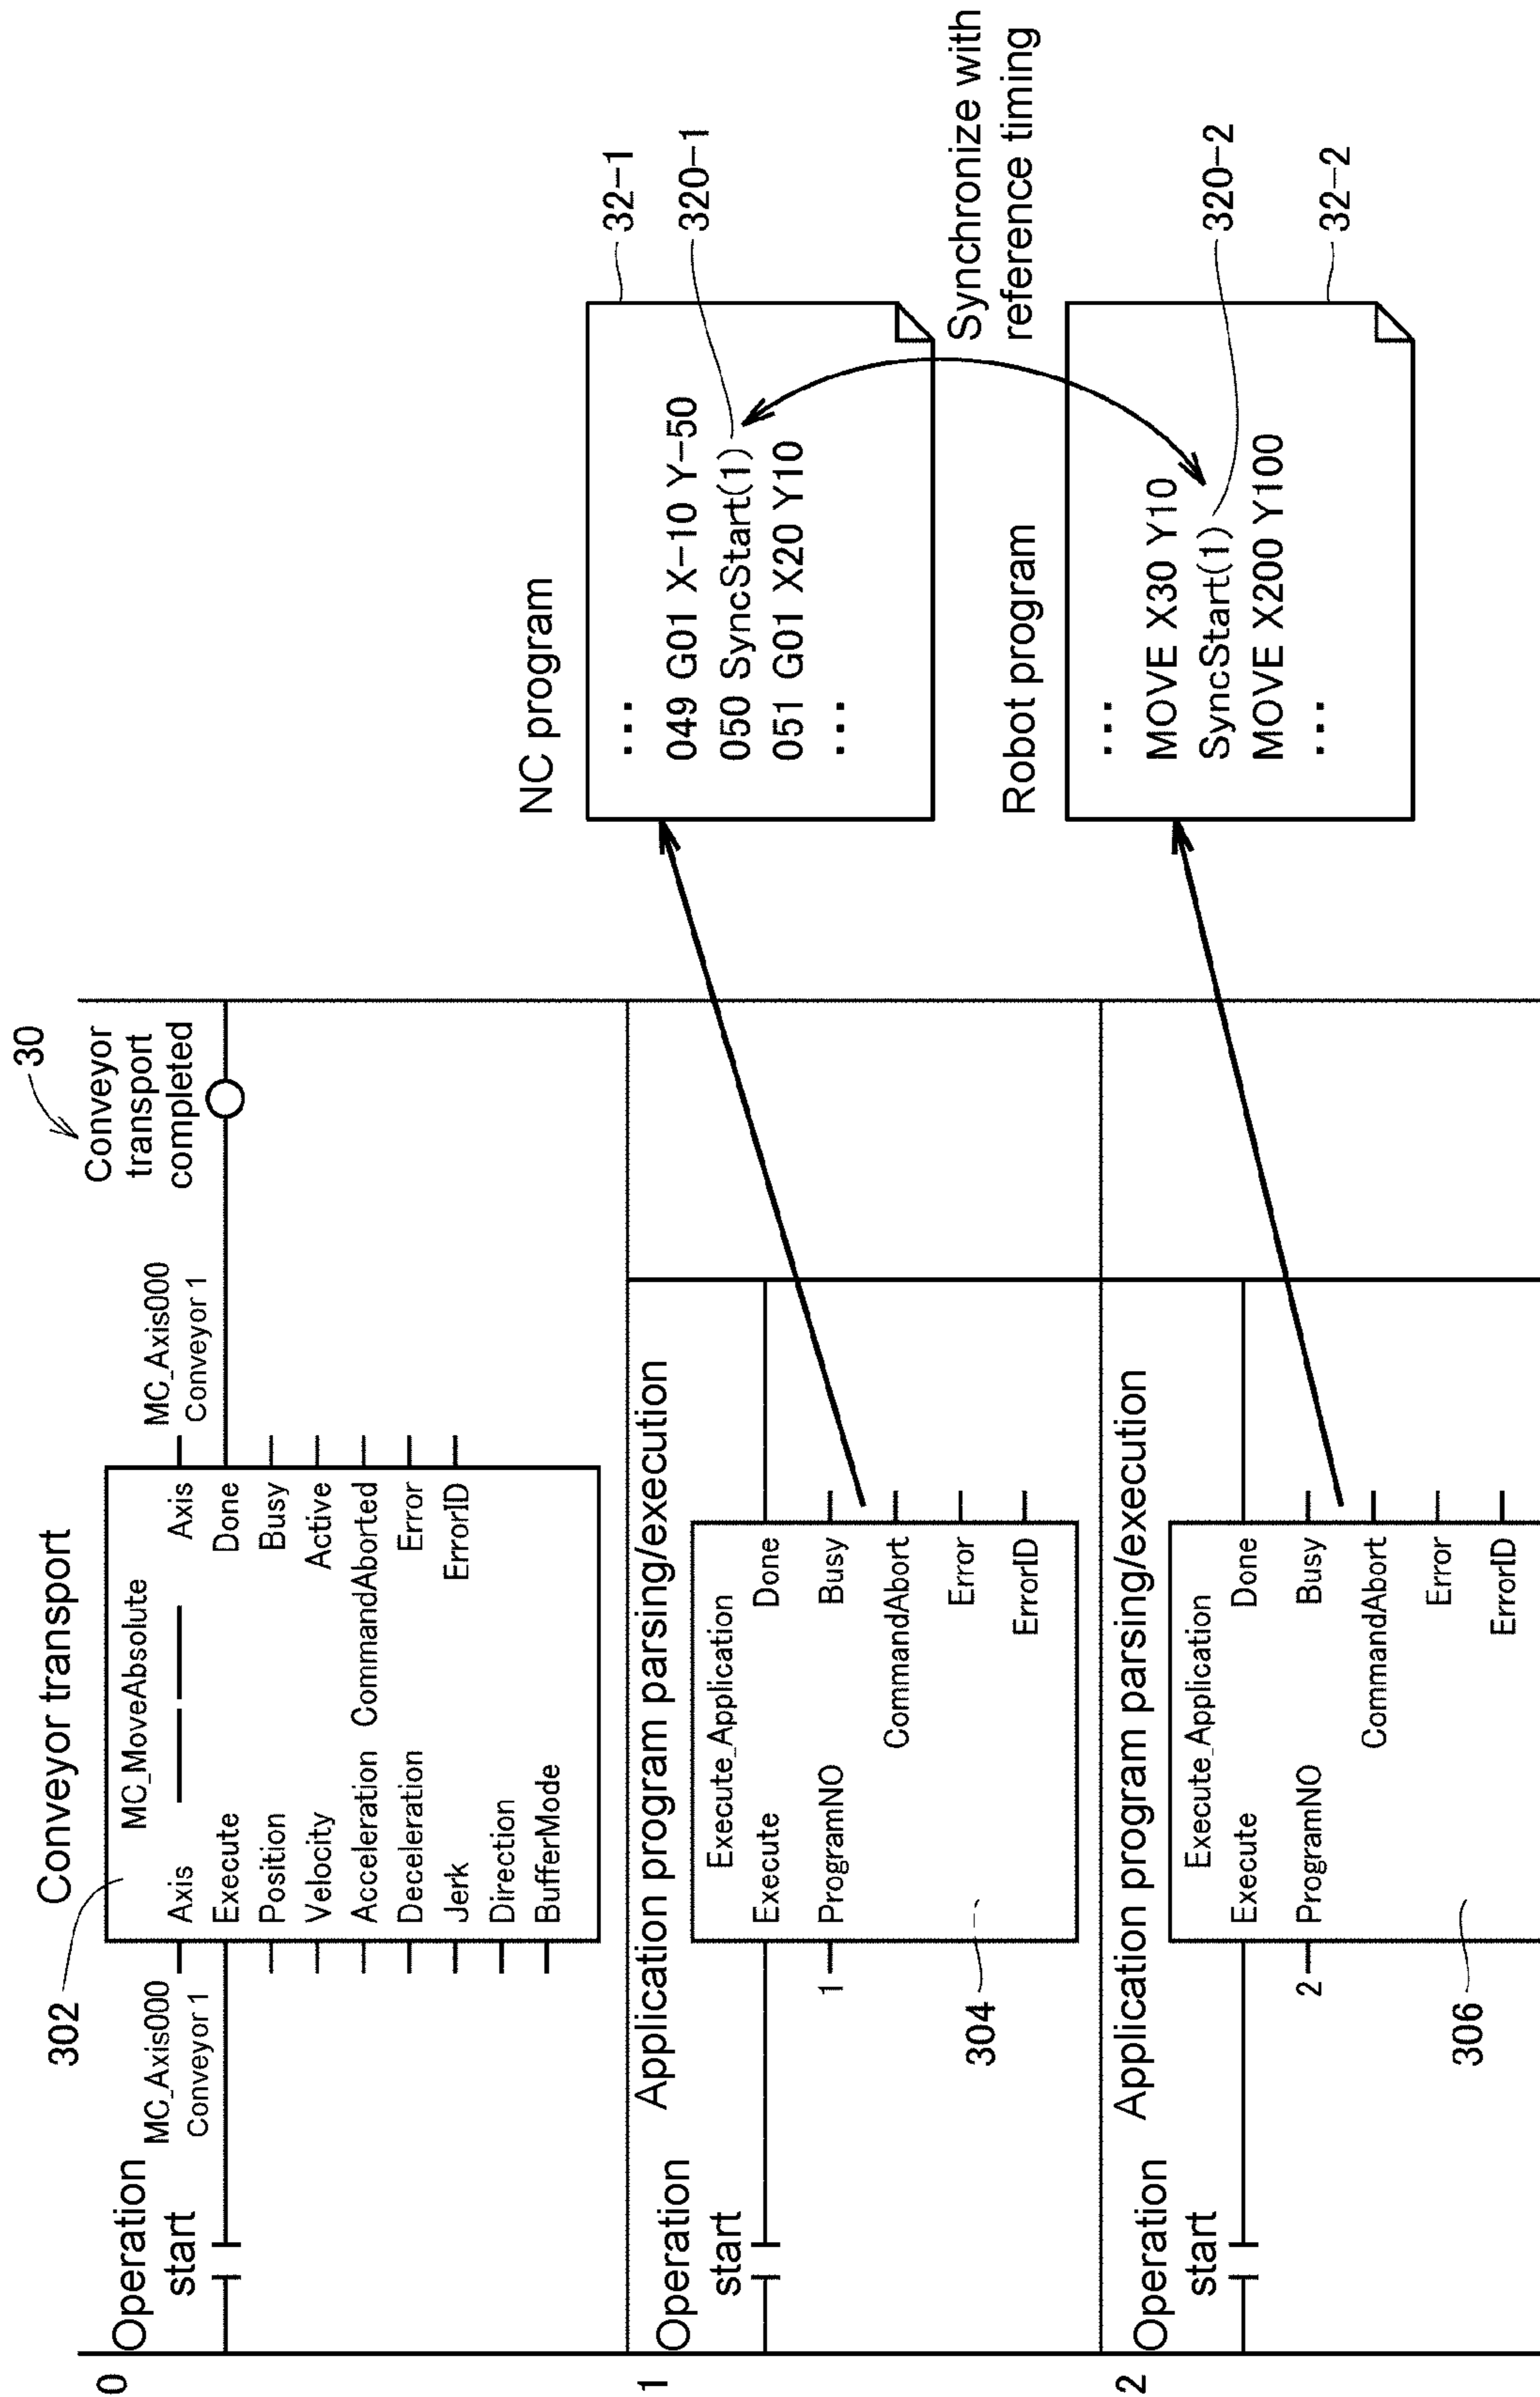 30
0
Operation
start
MC_Axis000
Conveyor 1
302
Conveyor transport
MC_MoveAbsolute
Axis
Axis
Execute
Done
Position
Busy
Velocity
Active
Acceleration
CommandAborted
Deceleration
Error
Jerk
ErrorID
Direction
BufferMode
MC_Axis000
Conveyor 1
Conveyor
transport
completed
1
Operation
start
Application program parsing/execution
Execute_Application
Execute
Done
1
ProgramNO
Busy
CommandAbort
Error
ErrorID
304
2
Operation
start
Application program parsing/execution
Execute_Application
Execute
Done
2
ProgramNO
Busy
CommandAbort
Error
ErrorID
306
NC program
32-1
...
049 G01 X-10 Y-50
050 SyncStart(1)
051 G01 X20 Y10
...
320-1
Synchronize with
reference timing
Robot program
...
MOVE X30 Y10
SyncStart(1)
MOVE X200 Y100
...
320-2
32-2